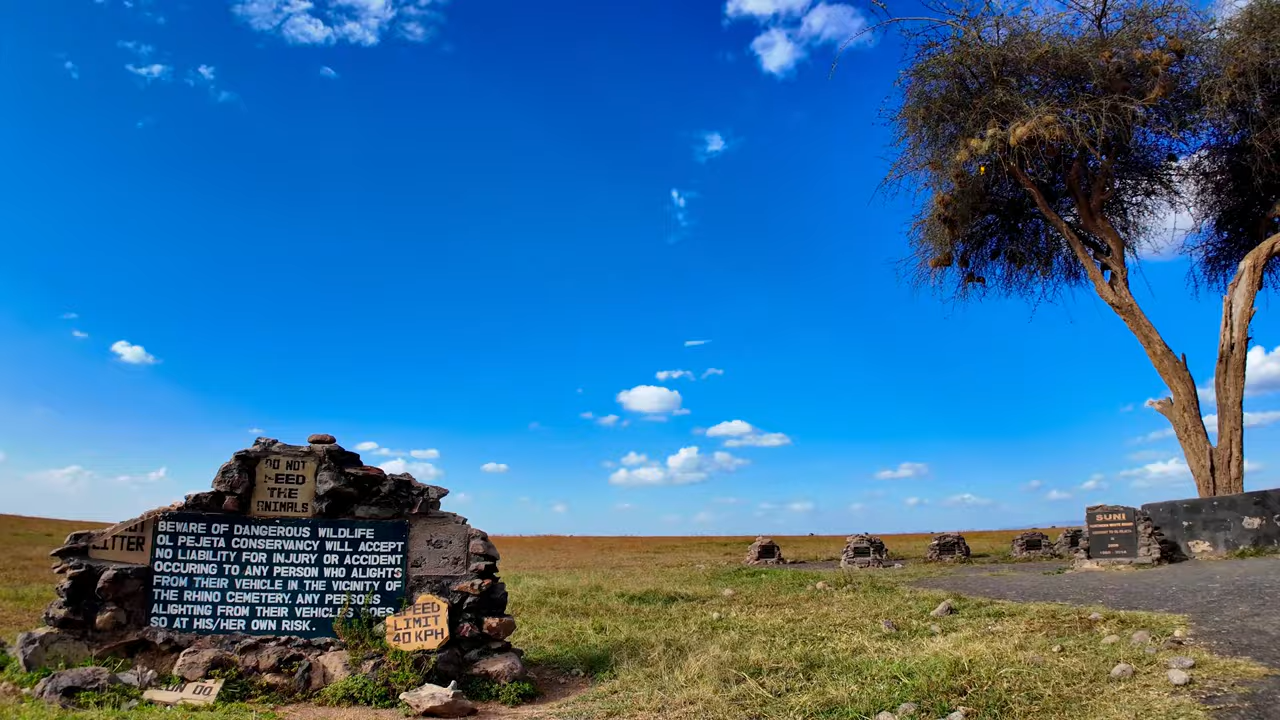 DO NOT
FEED
THE
ANIMALS
LITTER
BEWARE OF DANGEROUS WILDLIFE
OL PEJETA CONSERVANCY WILL ACCEPT
NO LIABILITY FOR INJURY OR ACCIDENT
OCCURING TO ANY PERSON WHO ALIGHTS
FROM THEIR VEHICLE IN THE VICINITY OF
THE RHINO CEMETERY. ANY PERSONS
ALIGHTING FROM THEIR VEHICLES DOES
SO AT HIS/HER OWN RISK.
SPEED
LIMIT
40 KPH
SUNI